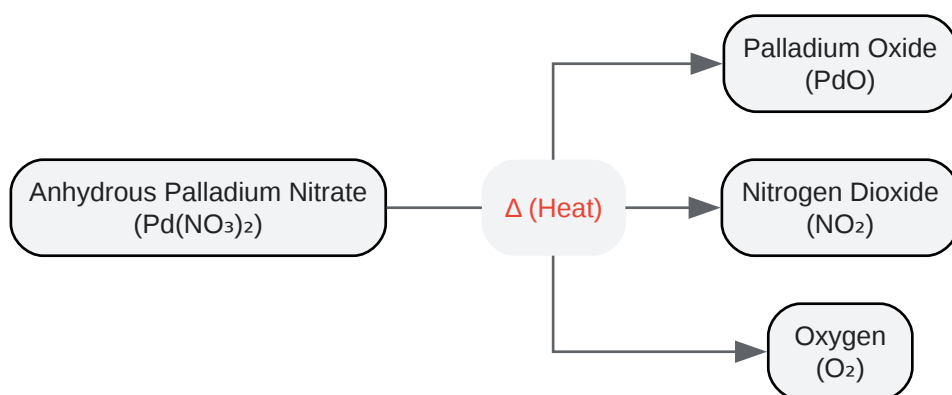 Palladium Oxide
(PdO)
Anhydrous Palladium Nitrate
(Pd(NO₃)₂)
Δ (Heat)
Nitrogen Dioxide
(NO₂)
Oxygen
(O₂)